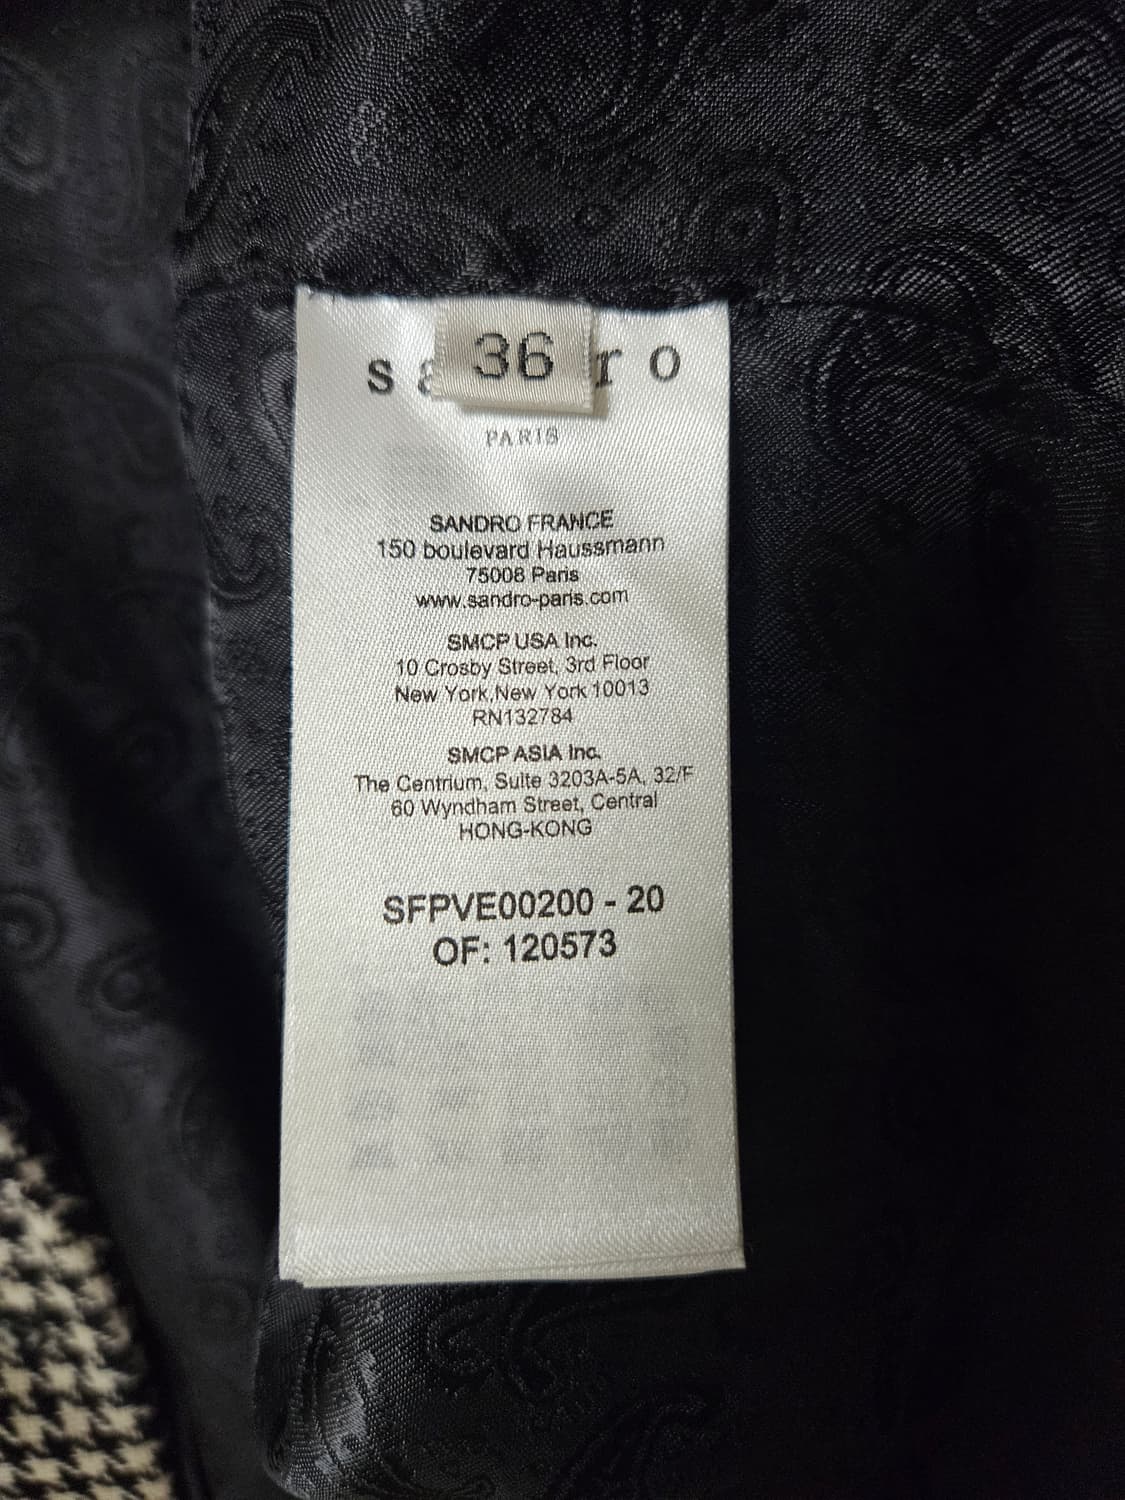 36
s a r o
PARIS
SANDRO FRANCE
150 boulevard Haussmann
75008 Paris
www.sandro-paris.com
SMCP USA Inc.
10 Crosby Street, 3rd Floor
New York,New York 10013
RN132784
SMCP ASIA Inc.
The Centrium, Suite 3203A-5A, 32/F
60 Wyndham Street, Central
HONG-KONG
SFPVE00200 - 20
OF: 120573